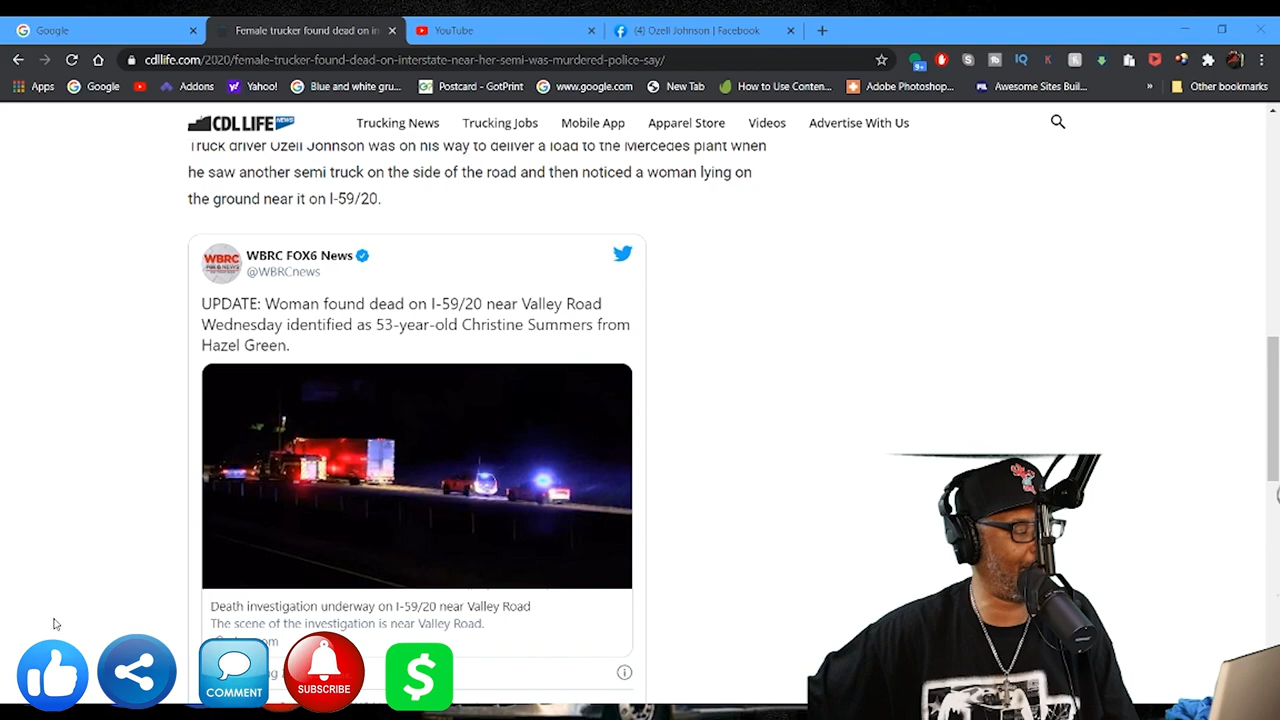 Google
Female trucker found dead on in
YouTube
(4) Ozell Johnson | Facebook
cdllife.com/2020/female-trucker-found-dead-on-interstate-near-her-semi-was-murdered-police-say/
Apps
Google
Addons
Yahoo!
Blue and white gru...
Postcard - GotPrint
www.google.com
New Tab
How to Use Conten...
Adobe Photoshop...
Awesome Sites Buil...
»
Other bookmarks
CDL LIFE NEWS
Trucking News
Trucking Jobs
Mobile App
Apparel Store
Videos
Advertise With Us
Truck driver Ozell Johnson was on his way to deliver a load to the Mercedes plant when
he saw another semi truck on the side of the road and then noticed a woman lying on
the ground near it on I-59/20.
WBRC
FOX6 NEWS
WBRC FOX6 News
@WBRCnews
UPDATE: Woman found dead on I-59/20 near Valley Road
Wednesday identified as 53-year-old Christine Summers from
Hazel Green.
Death investigation underway on I-59/20 near Valley Road
The scene of the investigation is near Valley Road.
COMMENT
SUBSCRIBE
$